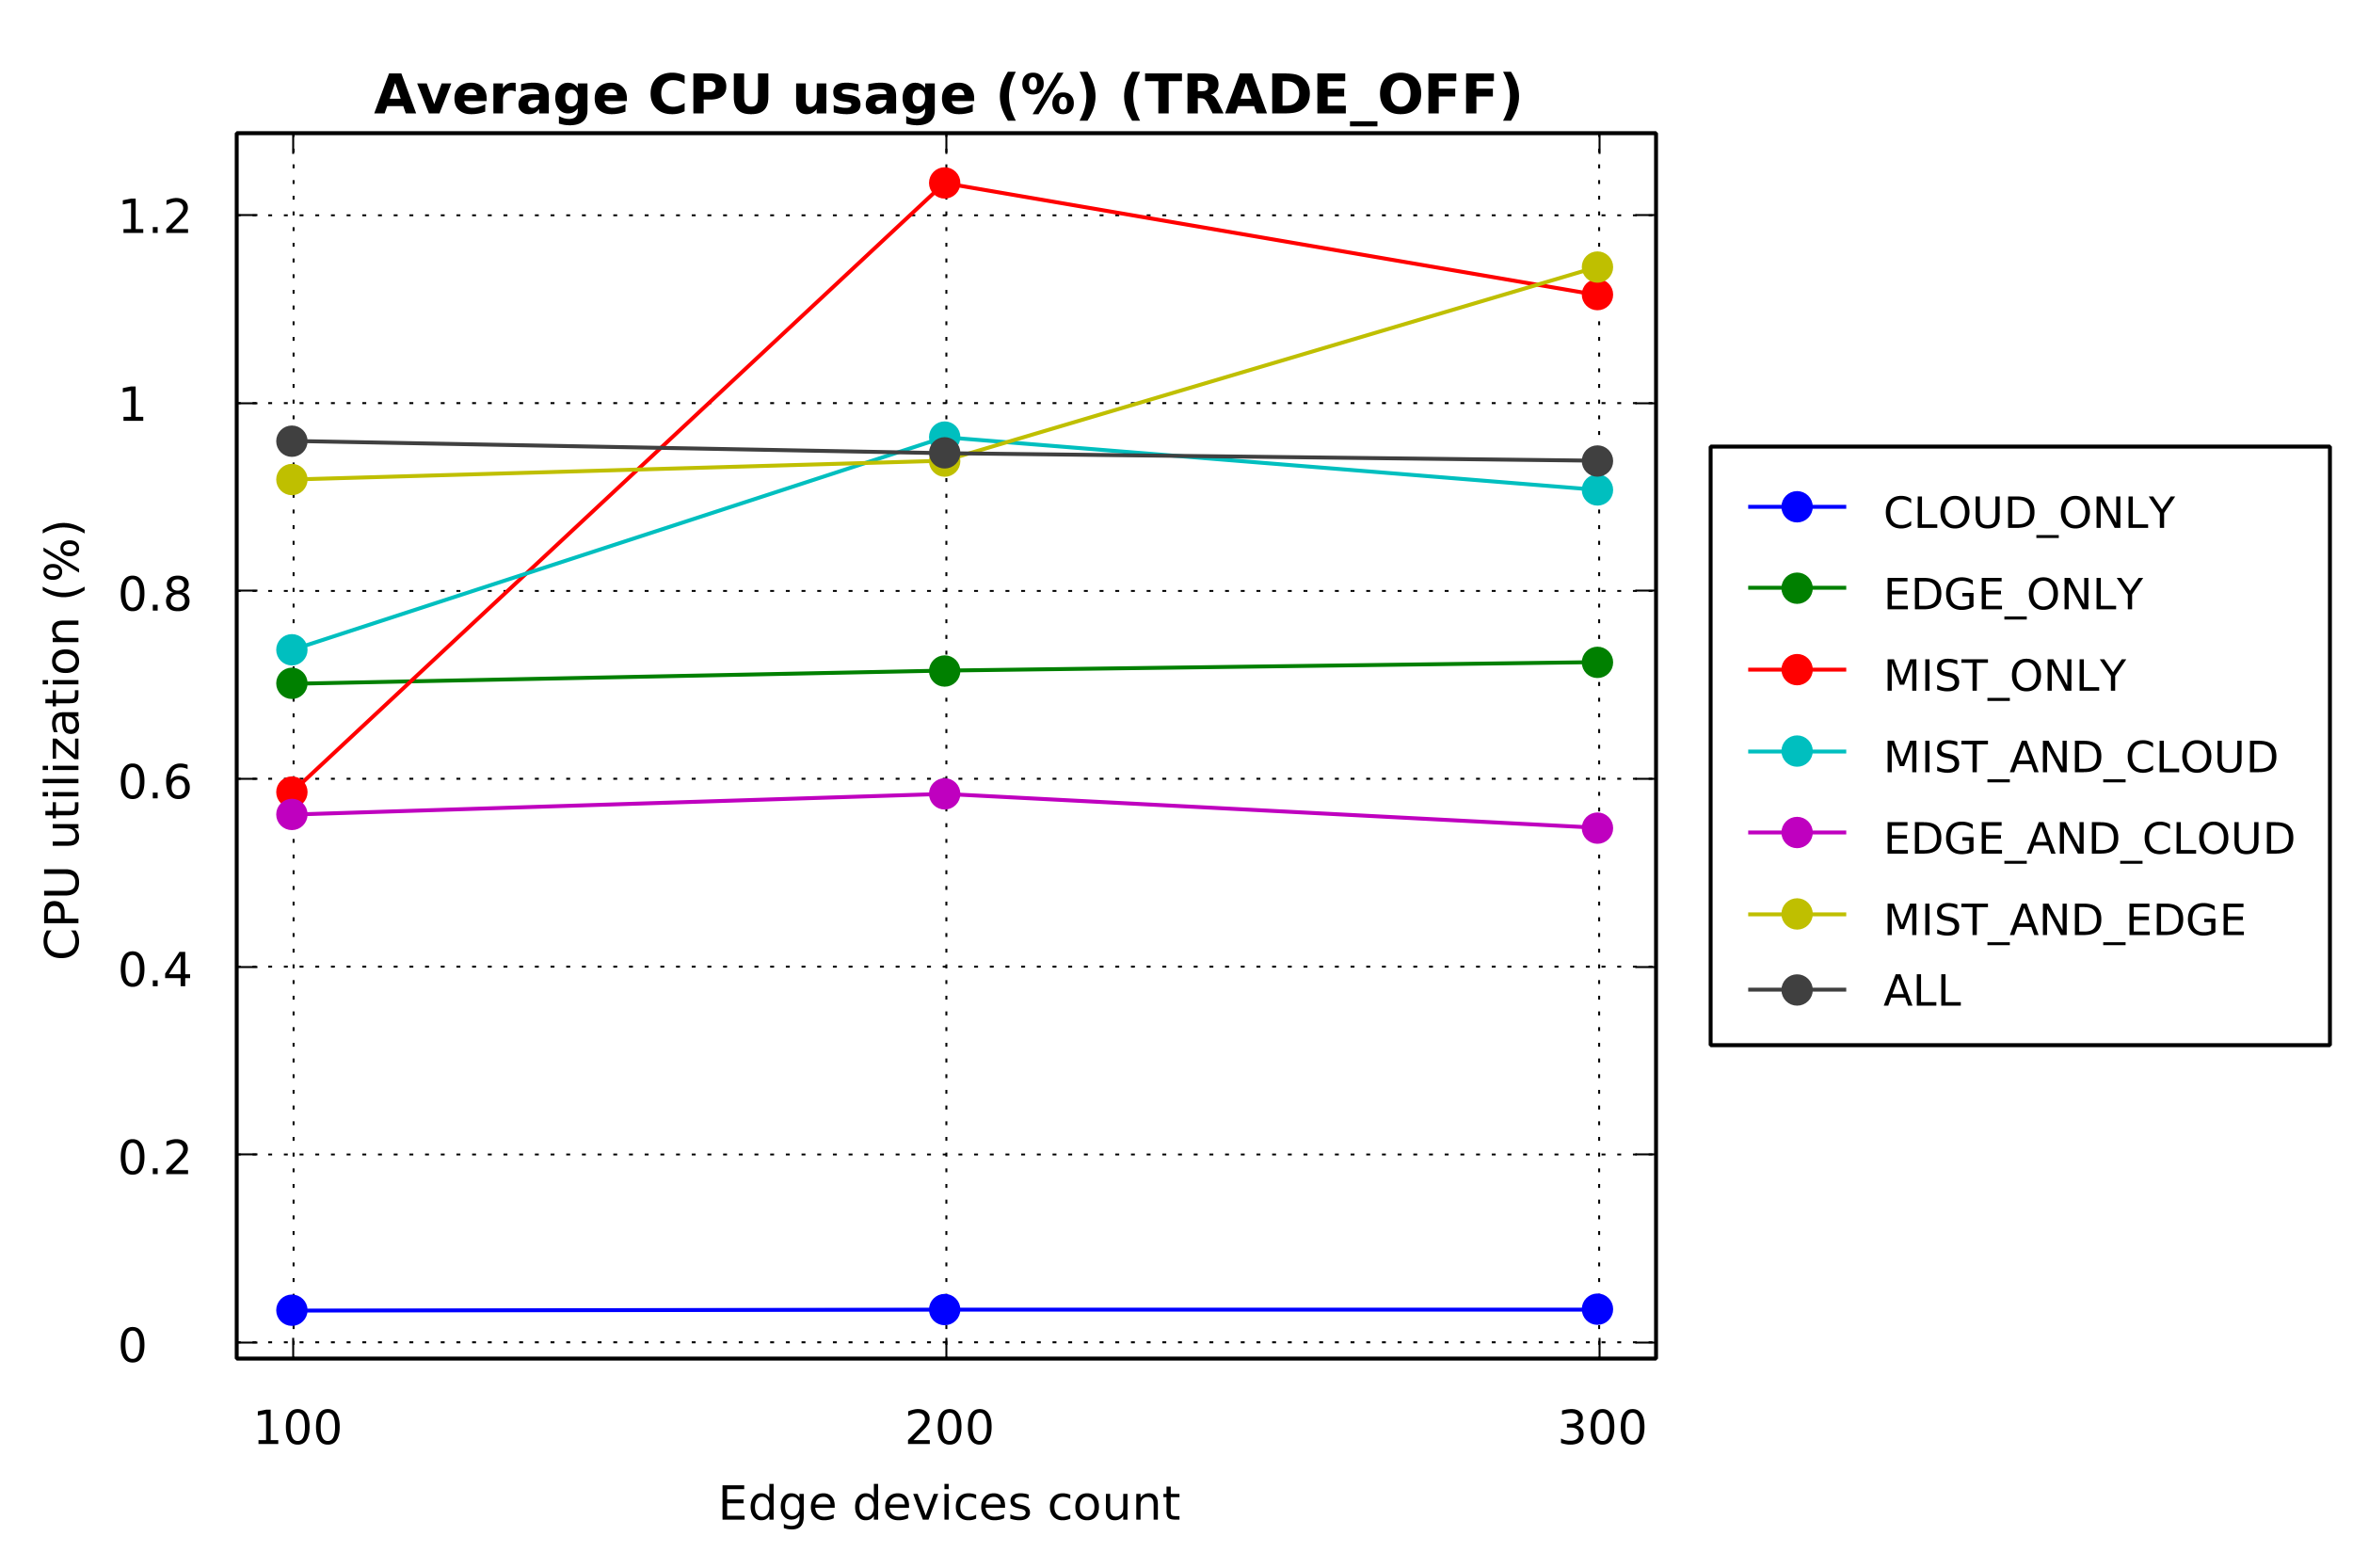 Average CPU usage (%) (TRADE_OFF)
CPU utilization (%)
1.2
1
0.8
0.6
0.4
0.2
0
100 200 300
Edge devices count
CLOUD_ONLY
EDGE_ONLY
MIST_ONLY
MIST_AND_CLOUD
EDGE_AND_CLOUD
MIST_AND_EDGE
ALL